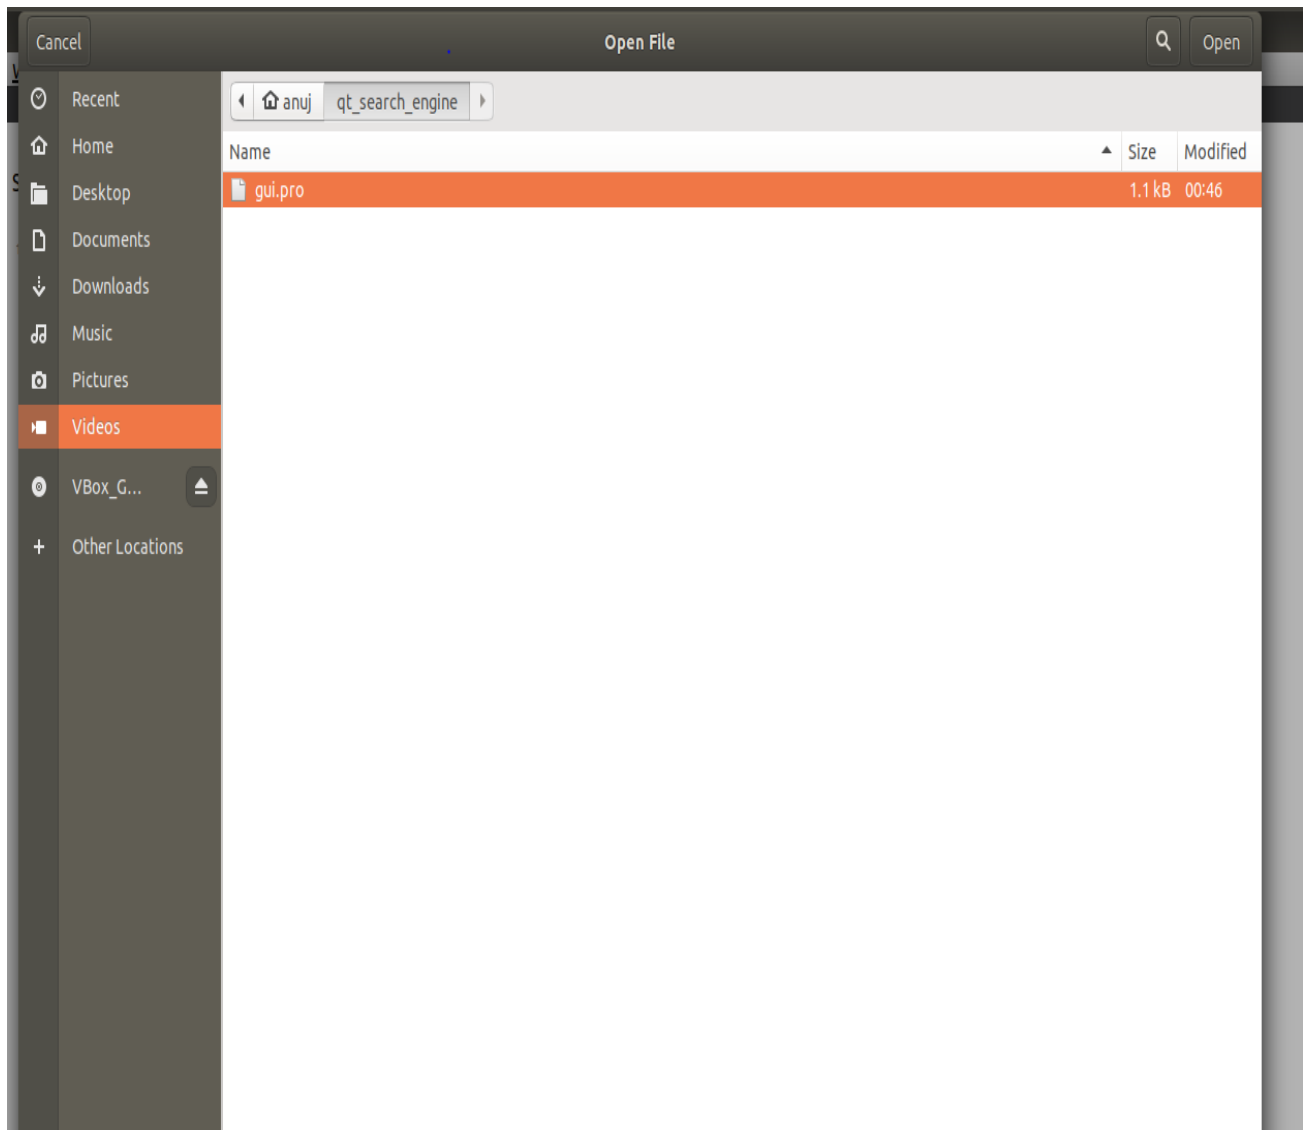 Cancel Open File Open
Recent
Home
Desktop
Documents
Downloads
Music
Pictures
Videos
VBox_G...
Other Locations
anuj qt_search_engine
Name Size Modified
gui.pro 1.1 kB 00:46